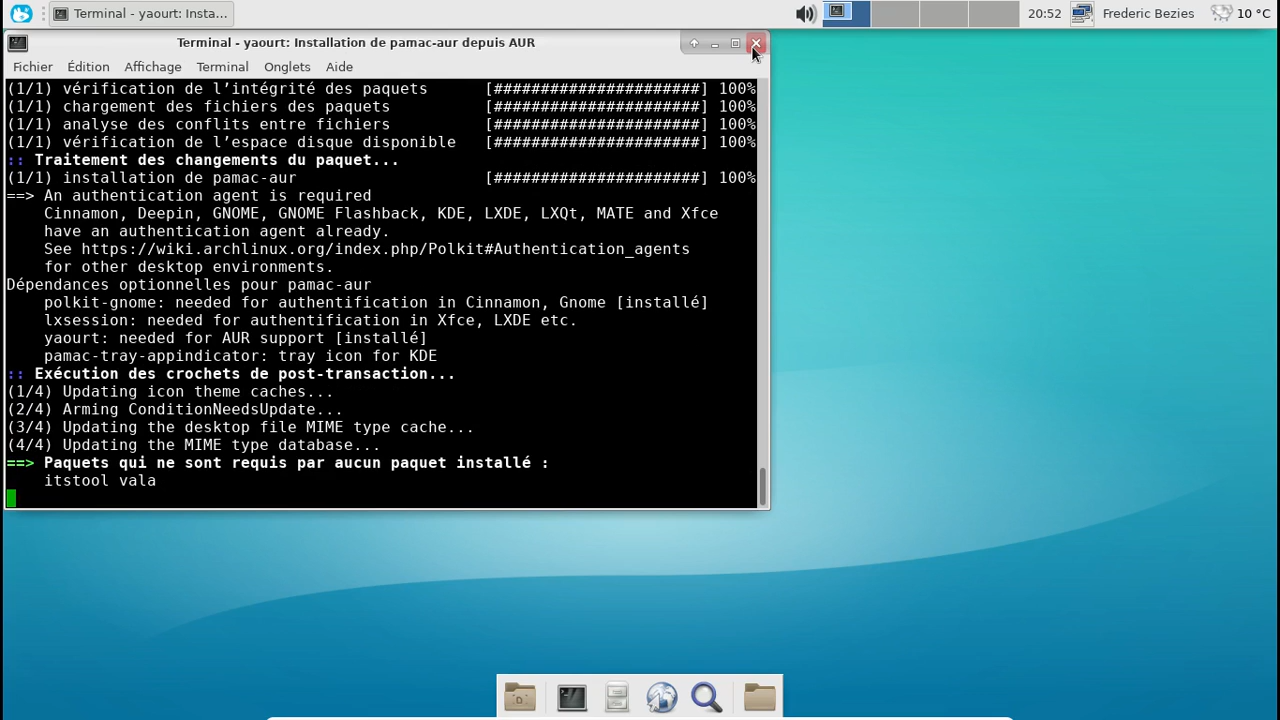 Terminal - yaourt: Insta...
20:52
Frederic Bezies
10 °C
Terminal - yaourt: Installation de pamac-aur depuis AUR
Fichier Édition Affichage Terminal Onglets Aide
(1/1) vérification de l’intégrité des paquets [######################] 100%
(1/1) chargement des fichiers des paquets [######################] 100%
(1/1) analyse des conflits entre fichiers [######################] 100%
(1/1) vérification de l’espace disque disponible [######################] 100%
:: Traitement des changements du paquet...
(1/1) installation de pamac-aur [######################] 100%
==> An authentication agent is required
Cinnamon, Deepin, GNOME, GNOME Flashback, KDE, LXDE, LXQt, MATE and Xfce
have an authentication agent already.
See https://wiki.archlinux.org/index.php/Polkit#Authentication_agents
for other desktop environments.
Dépendances optionnelles pour pamac-aur
polkit-gnome: needed for authentification in Cinnamon, Gnome [installé]
lxsession: needed for authentification in Xfce, LXDE etc.
yaourt: needed for AUR support [installé]
pamac-tray-appindicator: tray icon for KDE
:: Exécution des crochets de post-transaction...
(1/4) Updating icon theme caches...
(2/4) Arming ConditionNeedsUpdate...
(3/4) Updating the desktop file MIME type cache...
(4/4) Updating the MIME type database...
==> Paquets qui ne sont requis par aucun paquet installé :
itstool vala